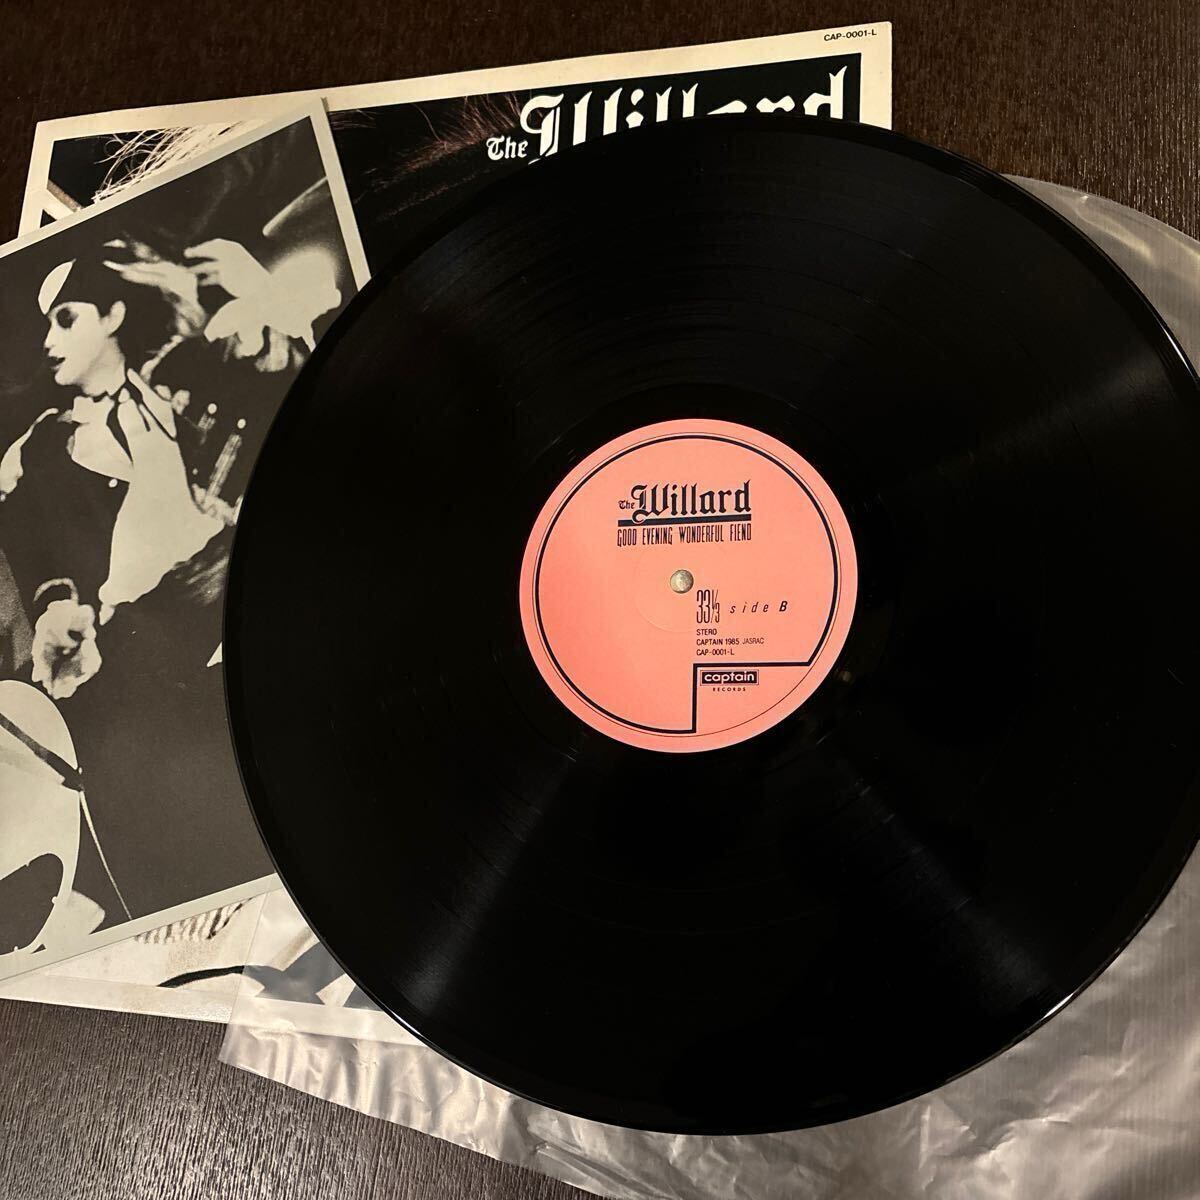 CAP-0001-L
The Willard
The Willard
GOOD EVENING WONDERFUL FIEND
33⅓ side B
STERO
CAPTAIN 1985, JASRAC
CAP-0001-L
captain
RECORDS